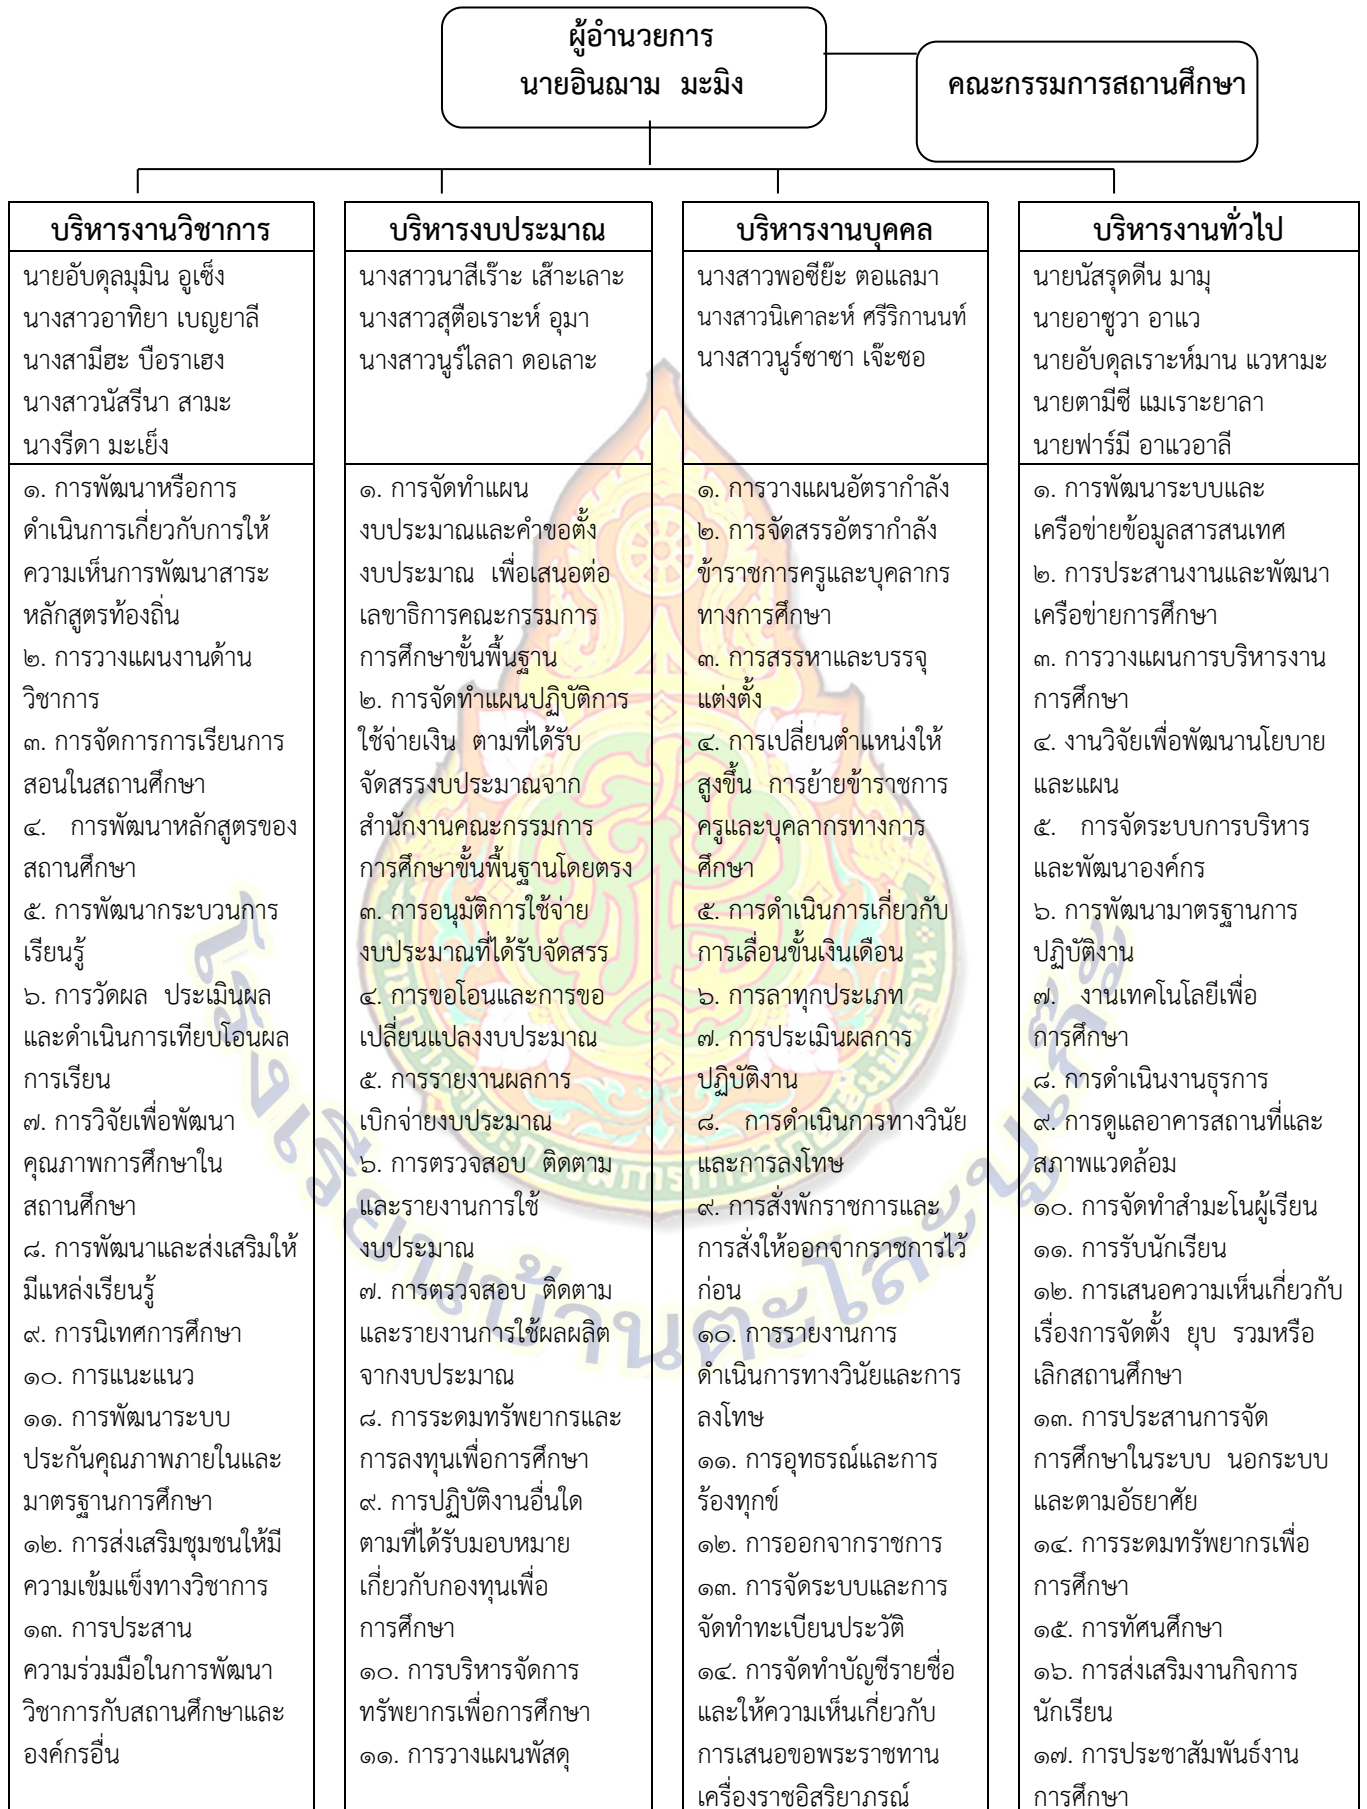 ผู้อำนวยการ
นายอินฌาม  มะมิง
คณะกรรมการสถานศึกษา
บริหารงานวิชาการ
นายอับดุลมุมิน อูเซ็ง
นางสาวอาทิยา เบญยาลี
นางสามีฮะ บือราเฮง
นางสาวนัสรีนา สามะ
นางรีดา มะเย็ง
๑. การพัฒนาหรือการ
ดำเนินการเกี่ยวกับการให้
ความเห็นการพัฒนาสาระ
หลักสูตรท้องถิ่น
๒. การวางแผนงานด้าน
วิชาการ
๓. การจัดการการเรียนการ
สอนในสถานศึกษา
๔.   การพัฒนาหลักสูตรของ
สถานศึกษา
๕. การพัฒนากระบวนการ
เรียนรู้
๖. การวัดผล  ประเมินผล
และดำเนินการเทียบโอนผล
การเรียน
๗. การวิจัยเพื่อพัฒนา
คุณภาพการศึกษาใน
สถานศึกษา
๘. การพัฒนาและส่งเสริมให้
มีแหล่งเรียนรู้
๙. การนิเทศการศึกษา
๑๐. การแนะแนว
๑๑. การพัฒนาระบบ
ประกันคุณภาพภายในและ
มาตรฐานการศึกษา
๑๒. การส่งเสริมชุมชนให้มี
ความเข้มแข็งทางวิชาการ
๑๓. การประสาน
ความร่วมมือในการพัฒนา
วิชาการกับสถานศึกษาและ
องค์กรอื่น
บริหารงบประมาณ
นางสาวนาสีเร๊าะ เส๊าะเลาะ
นางสาวสุตือเราะห์ อุมา
นางสาวนูร์ไลลา ดอเลาะ
๑. การจัดทำแผน
งบประมาณและคำขอตั้ง
งบประมาณ  เพื่อเสนอต่อ
เลขาธิการคณะกรรมการ
การศึกษาขั้นพื้นฐาน
๒. การจัดทำแผนปฏิบัติการ
ใช้จ่ายเงิน  ตามที่ได้รับ
จัดสรรงบประมาณจาก
สำนักงานคณะกรรมการ
การศึกษาขั้นพื้นฐานโดยตรง
๓. การอนุมัติการใช้จ่าย
งบประมาณที่ได้รับจัดสรร
๔. การขอโอนและการขอ
เปลี่ยนแปลงงบประมาณ
๕. การรายงานผลการ
เบิกจ่ายงบประมาณ
๖. การตรวจสอบ  ติดตาม
และรายงานการใช้
งบประมาณ
๗. การตรวจสอบ  ติดตาม
และรายงานการใช้ผลผลิต
จากงบประมาณ
๘. การระดมทรัพยากรและ
การลงทุนเพื่อการศึกษา
๙. การปฏิบัติงานอื่นใด
ตามที่ได้รับมอบหมาย
เกี่ยวกับกองทุนเพื่อ
การศึกษา
๑๐. การบริหารจัดการ
ทรัพยากรเพื่อการศึกษา
๑๑. การวางแผนพัสดุ
บริหารงานบุคคล
นางสาวพอซีย๊ะ ตอแลมา
นางสาวนิเคาละห์ ศรีริกานนท์
นางสาวนูร์ซาซา เจ๊ะซอ
๑. การวางแผนอัตรากำลัง
๒. การจัดสรรอัตรากำลัง
ข้าราชการครูและบุคลากร
ทางการศึกษา
๓. การสรรหาและบรรจุ
แต่งตั้ง
๔. การเปลี่ยนตำแหน่งให้
สูงขึ้น  การย้ายข้าราชการ
ครูและบุคลากรทางการ
ศึกษา
๕. การดำเนินการเกี่ยวกับ
การเลื่อนขั้นเงินเดือน
๖. การลาทุกประเภท
๗. การประเมินผลการ
ปฏิบัติงาน
๘.   การดำเนินการทางวินัย
และการลงโทษ
๙. การสั่งพักราชการและ
การสั่งให้ออกจากราชการไว้
ก่อน
๑๐. การรายงานการ
ดำเนินการทางวินัยและการ
ลงโทษ
๑๑. การอุทธรณ์และการ
ร้องทุกข์
๑๒. การออกจากราชการ
๑๓. การจัดระบบและการ
จัดทำทะเบียนประวัติ
๑๔. การจัดทำบัญชีรายชื่อ
และให้ความเห็นเกี่ยวกับ
การเสนอขอพระราชทาน
เครื่องราชอิสริยาภรณ์
บริหารงานทั่วไป
นายนัสรุดดีน มามุ
นายอาซูวา อาแว
นายอับดุลเราะห์มาน แวหามะ
นายตามีซี แมเราะยาลา
นายฟาร์มี อาแวอาลี
๑. การพัฒนาระบบและ
เครือข่ายข้อมูลสารสนเทศ
๒. การประสานงานและพัฒนา
เครือข่ายการศึกษา
๓. การวางแผนการบริหารงาน
การศึกษา
๔. งานวิจัยเพื่อพัฒนานโยบาย
และแผน
๕.   การจัดระบบการบริหาร
และพัฒนาองค์กร
๖. การพัฒนามาตรฐานการ
ปฏิบัติงาน
๗.   งานเทคโนโลยีเพื่อ
การศึกษา
๘. การดำเนินงานธุรการ
๙. การดูแลอาคารสถานที่และ
สภาพแวดล้อม
๑๐. การจัดทำสำมะโนผู้เรียน
๑๑. การรับนักเรียน
๑๒. การเสนอความเห็นเกี่ยวกับ
เรื่องการจัดตั้ง  ยุบ  รวมหรือ
เลิกสถานศึกษา
๑๓. การประสานการจัด
การศึกษาในระบบ  นอกระบบ
และตามอัธยาศัย
๑๔. การระดมทรัพยากรเพื่อ
การศึกษา
๑๕. การทัศนศึกษา
๑๖. การส่งเสริมงานกิจการ
นักเรียน
๑๗. การประชาสัมพันธ์งาน
การศึกษา
โรงเรียนบ้านตะโละบูเก๊ะ